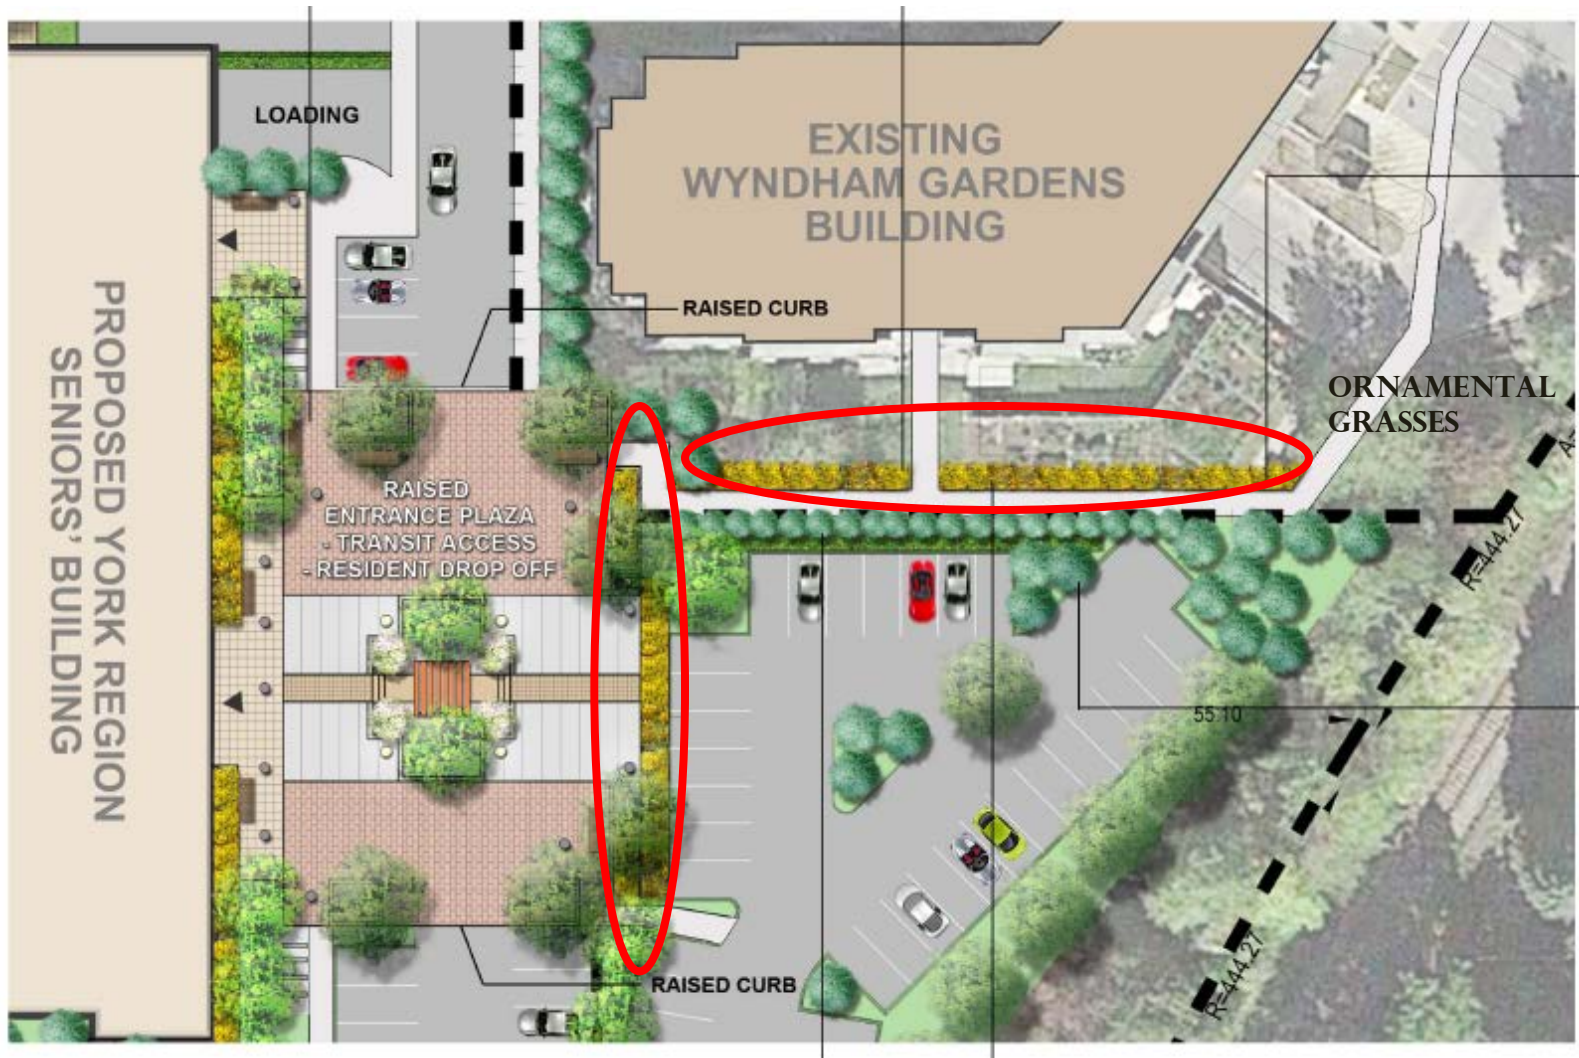 LOADING
EXISTING
WYNDHAM GARDENS
BUILDING
RAISED CURB
ORNAMENTAL
GRASSES
PROPOSED YORK REGION
SENIORS' BUILDING
RAISED
ENTRANCE PLAZA
- TRANSIT ACCESS
- RESIDENT DROP OFF
A=
R=444.27
55.10
R=444.27
RAISED CURB